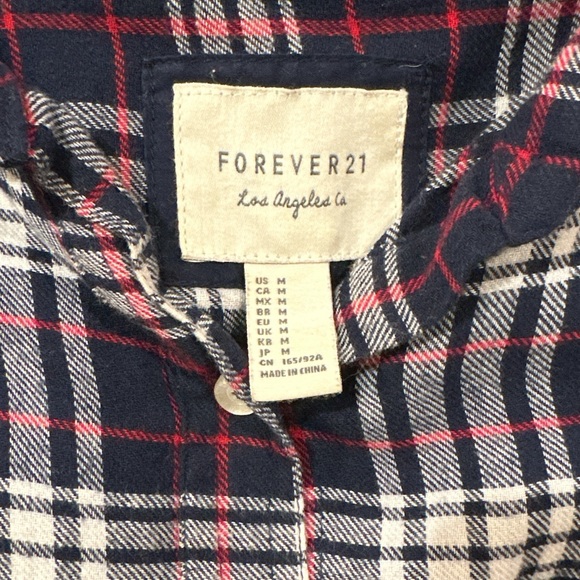 FOREVER21
Los Angeles Ca
US M
CA M
MX M
BR M
EU M
UK M
KR M
JP M
CN 165/92A
MADE IN CHINA